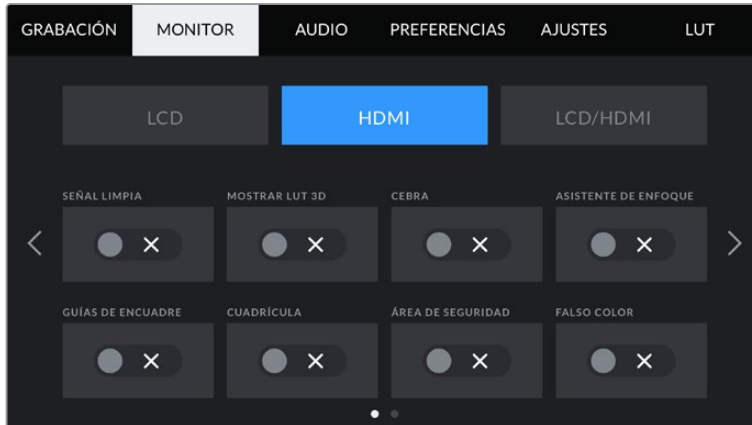 GRABACIÓN MONITOR AUDIO PREFERENCIAS AJUSTES LUT
LCD HDMI LCD/HDMI
SEÑAL LIMPIA MOSTRAR LUT 3D CEBRA ASISTENTE DE ENFOQUE
GUÍAS DE ENCUADRE CUADRÍCULA ÁREA DE SEGURIDAD FALSO COLOR